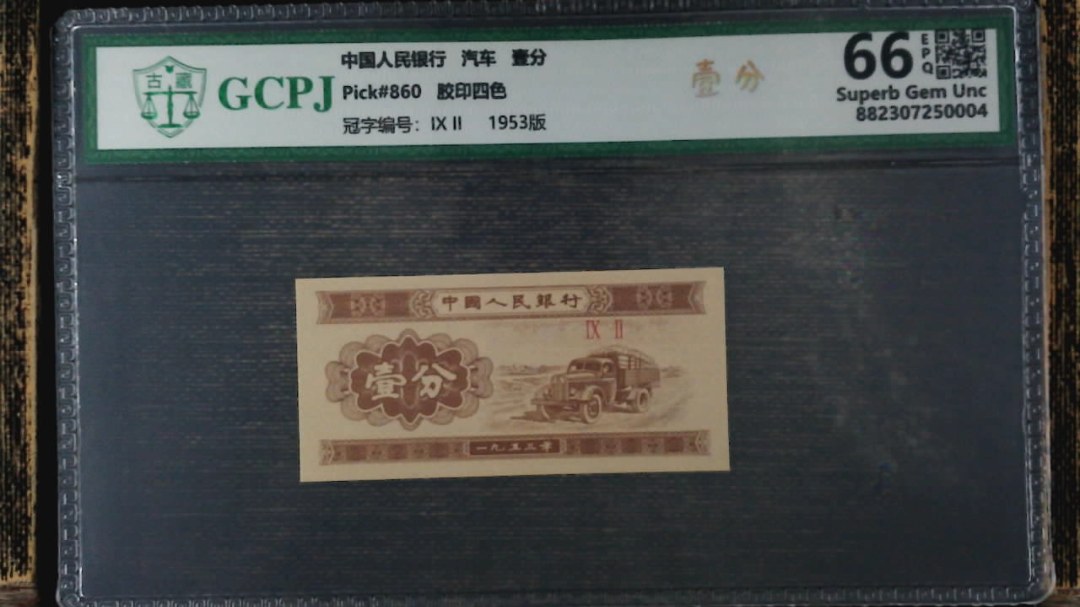 古藏
GCPJ
中国人民银行 汽车 壹分
Pick#860 胶印四色
冠字编号: IX II 1953版
壹分
66
EPQ
Superb Gem Unc
882307250004
中國人民銀行
IX II
壹分
一九五三年